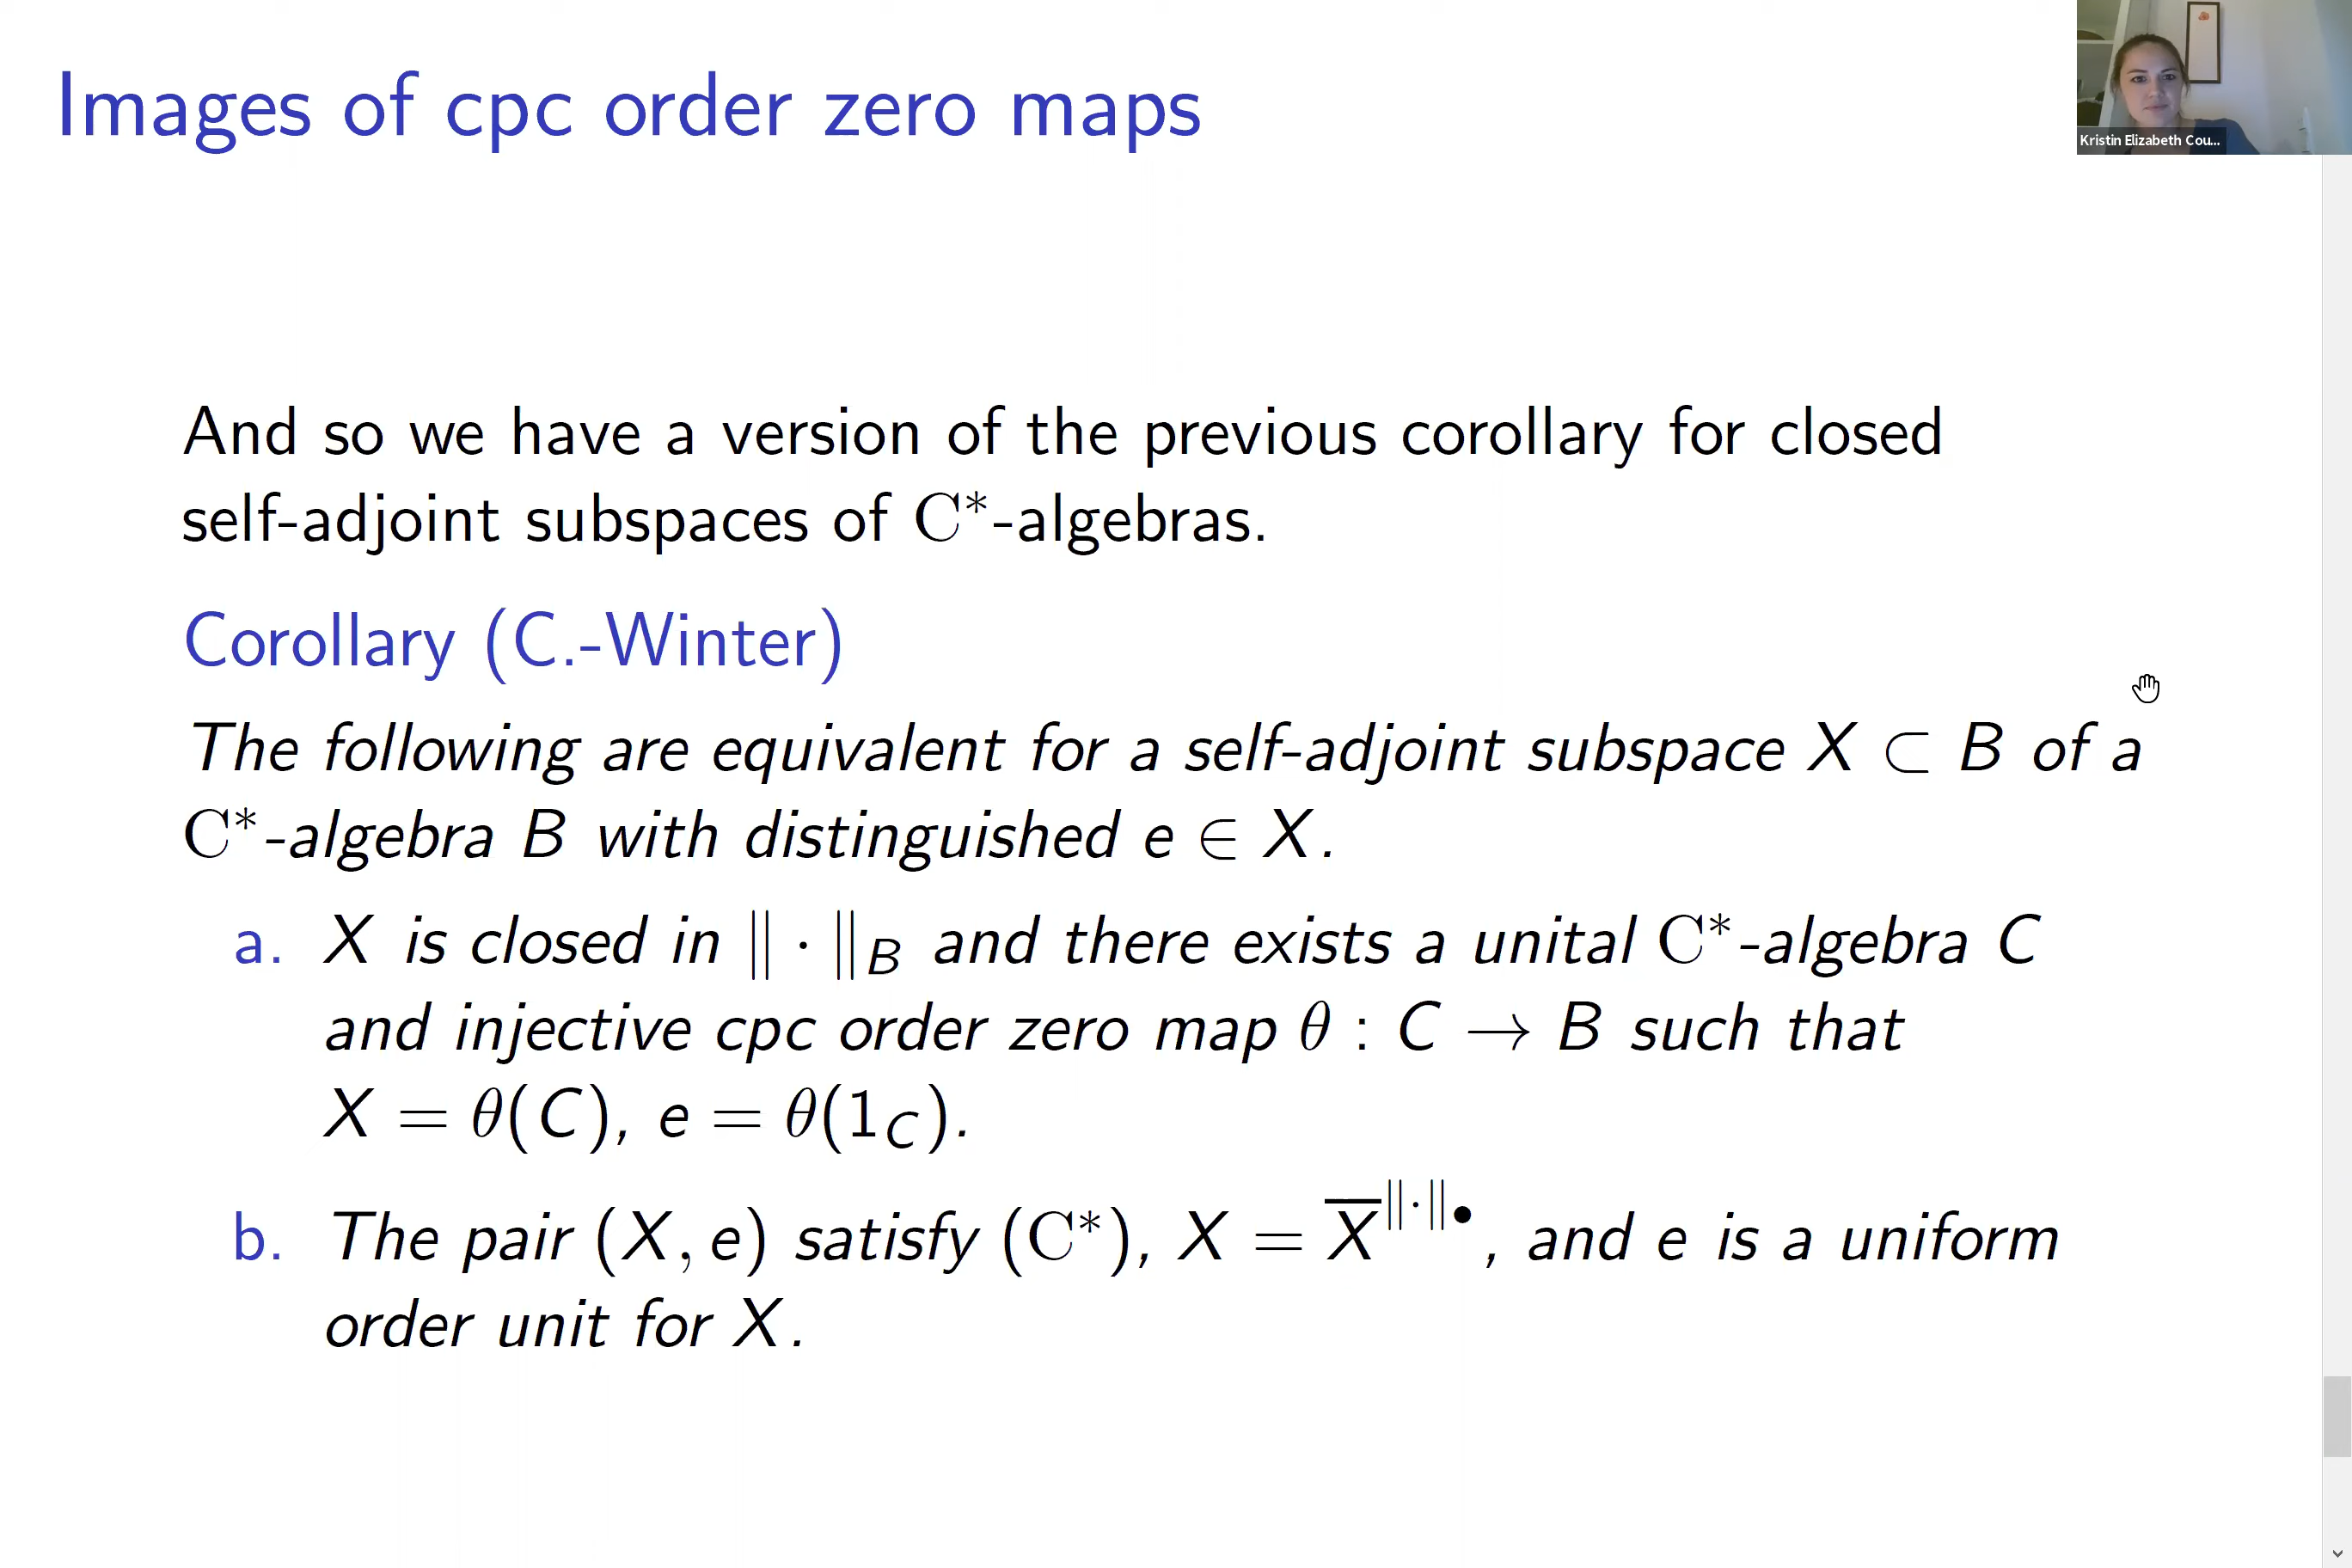 Images of cpc order zero maps
Kristin Elizabeth Cou...
And so we have a version of the previous corollary for closed
self-adjoint subspaces of C*-algebras.
Corollary (C.-Winter)
The following are equivalent for a self-adjoint subspace X ⊂ B of a
C*-algebra B with distinguished e ∈ X.
a. X is closed in ‖ · ‖_B and there exists a unital C*-algebra C
and injective cpc order zero map θ : C → B such that
X = θ(C), e = θ(1_C).
b. The pair (X, e) satisfy (C*), X = X̅^{‖·‖•}, and e is a uniform
order unit for X.